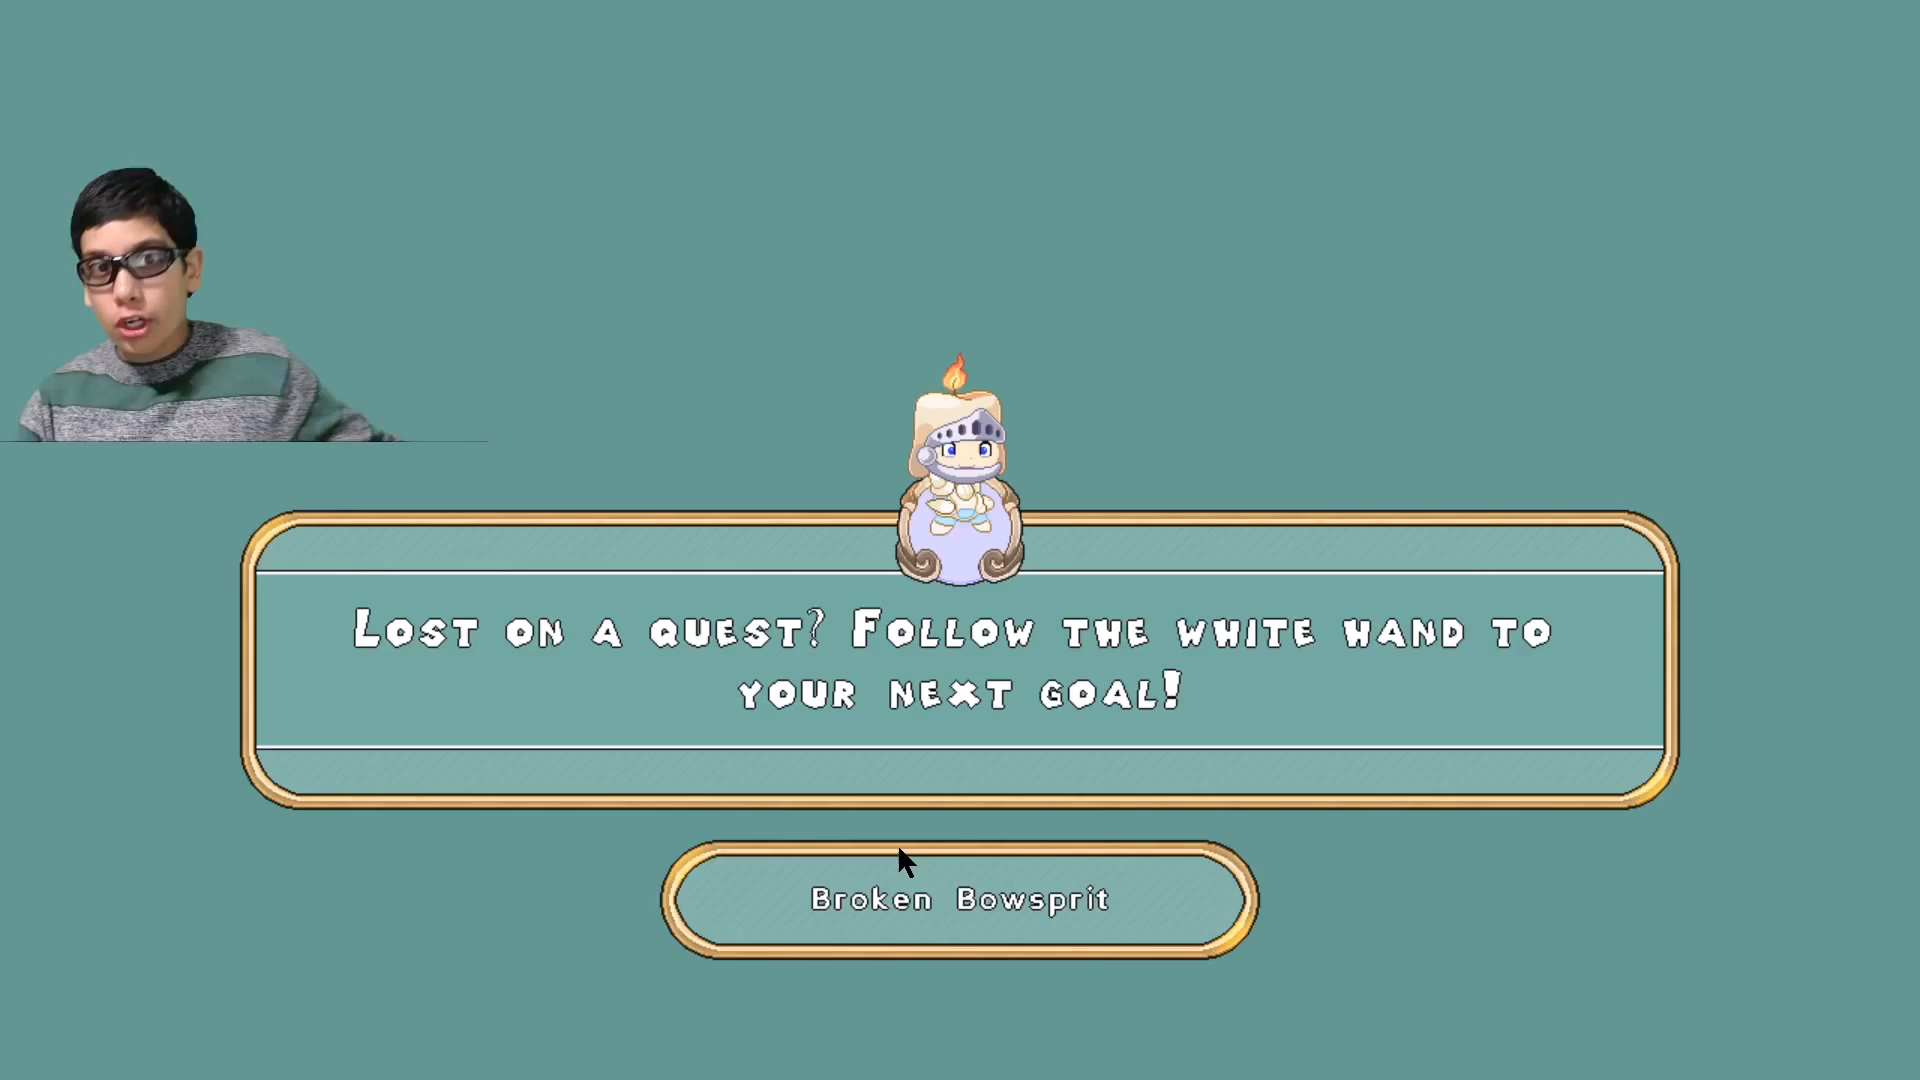 Lost on a quest? Follow the white hand to
your next goal!
Broken Bowsprit